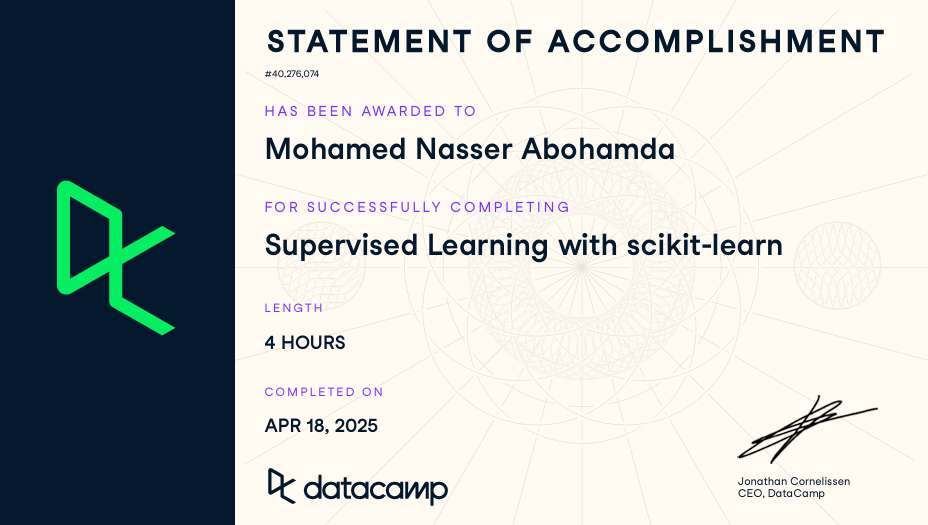 STATEMENT OF ACCOMPLISHMENT
#40,276,074
HAS BEEN AWARDED TO
Mohamed Nasser Abohamda
FOR SUCCESSFULLY COMPLETING
Supervised Learning with scikit-learn
LENGTH
4 HOURS
COMPLETED ON
APR 18, 2025
datacamp
Jonathan Cornelissen
CEO, DataCamp